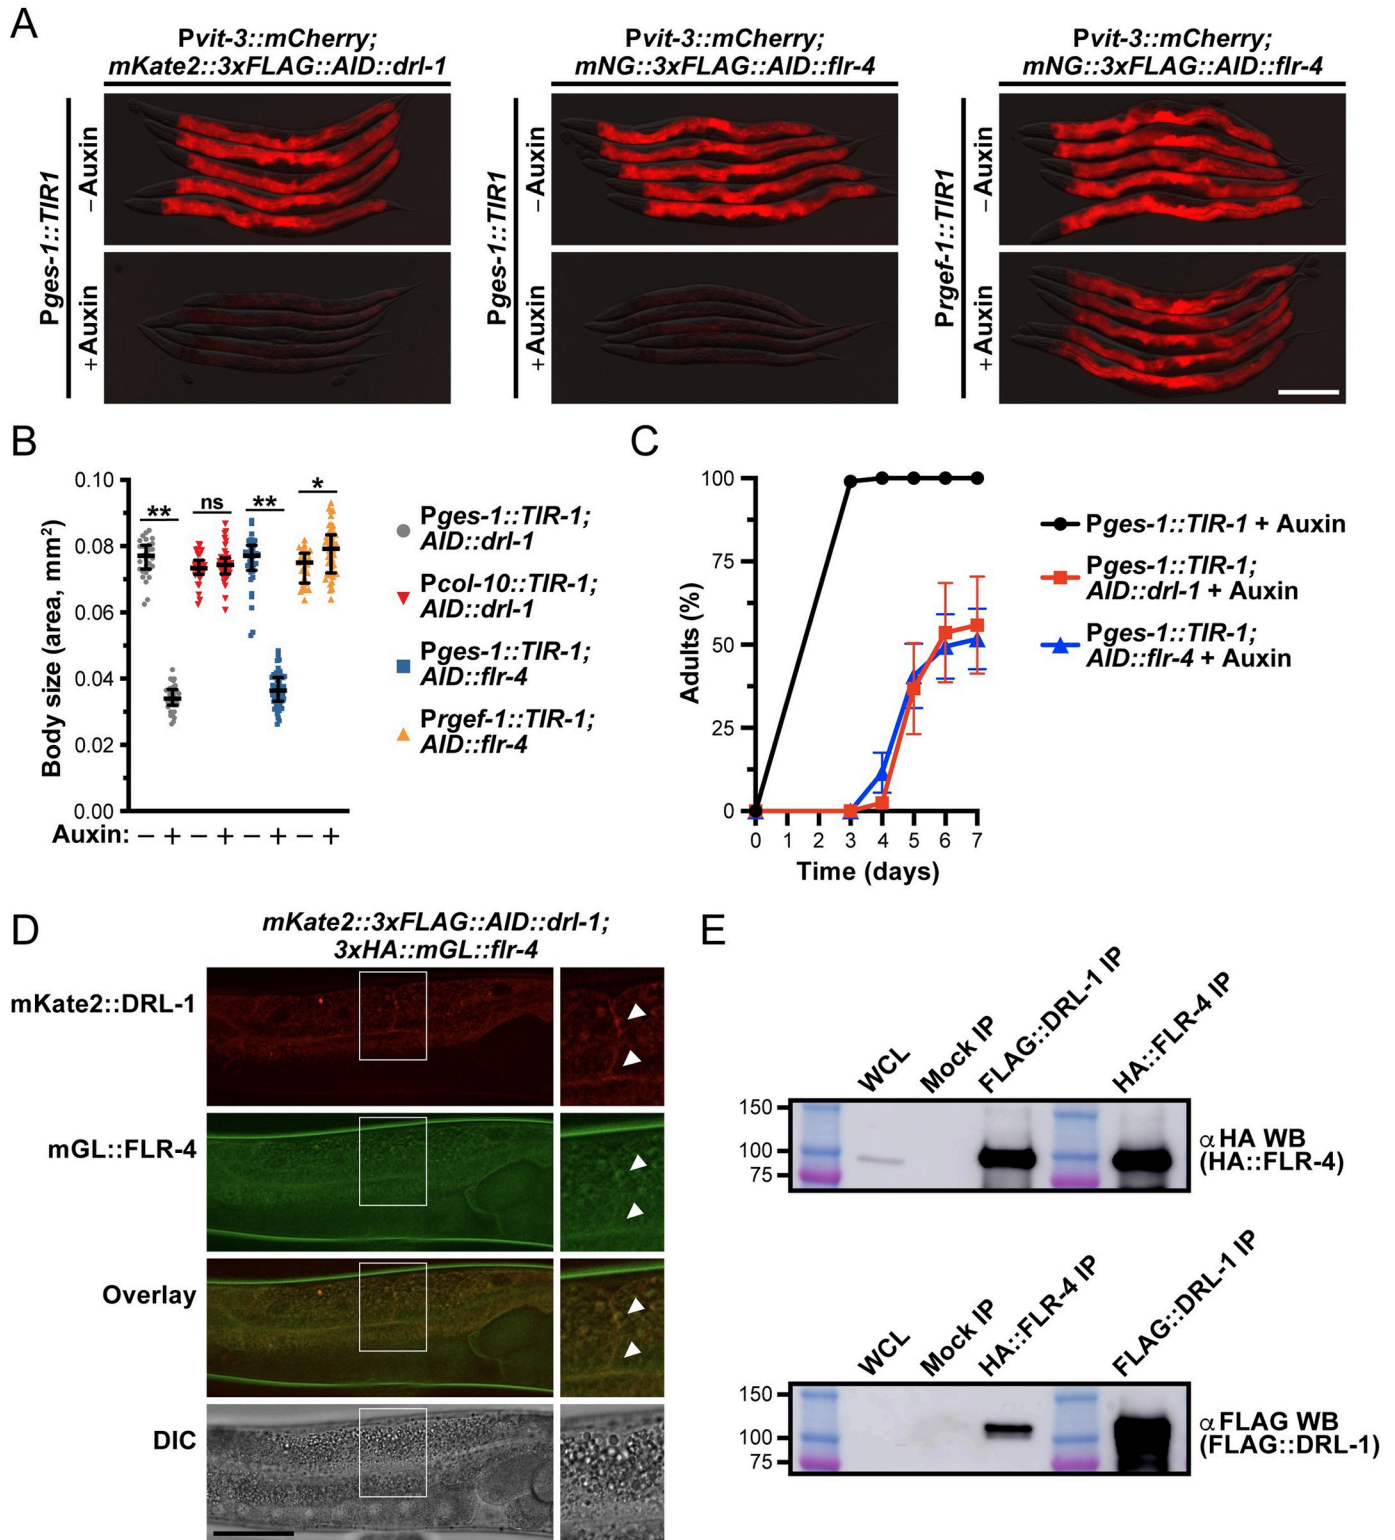 A
Pvit-3::mCherry;
mKate2::3xFLAG::AID::drl-1
Pvit-3::mCherry;
mNG::3xFLAG::AID::flr-4
Pvit-3::mCherry;
mNG::3xFLAG::AID::flr-4
Pges-1::TIR1
−Auxin
+Auxin
Pges-1::TIR1
−Auxin
+Auxin
Prgef-1::TIR1
−Auxin
+Auxin
B
Body size (area, mm²)
0.10
0.08
0.06
0.04
0.02
0.00
** ns ** *
Auxin: − + − + − + − +
Pges-1::TIR-1;
AID::drl-1
Pcol-10::TIR-1;
AID::drl-1
Pges-1::TIR-1;
AID::flr-4
Prgef-1::TIR-1;
AID::flr-4
C
Adults (%)
100
75
50
25
0
0 1 2 3 4 5 6 7
Time (days)
Pges-1::TIR-1 + Auxin
Pges-1::TIR-1;
AID::drl-1 + Auxin
Pges-1::TIR-1;
AID::flr-4 + Auxin
D
mKate2::3xFLAG::AID::drl-1;
3xHA::mGL::flr-4
mKate2::DRL-1
mGL::FLR-4
Overlay
DIC
E
WCL
Mock IP
FLAG::DRL-1 IP
HA::FLR-4 IP
150
100
75
α HA WB
(HA::FLR-4)
WCL
Mock IP
HA::FLR-4 IP
FLAG::DRL-1 IP
150
100
75
α FLAG WB
(FLAG::DRL-1)